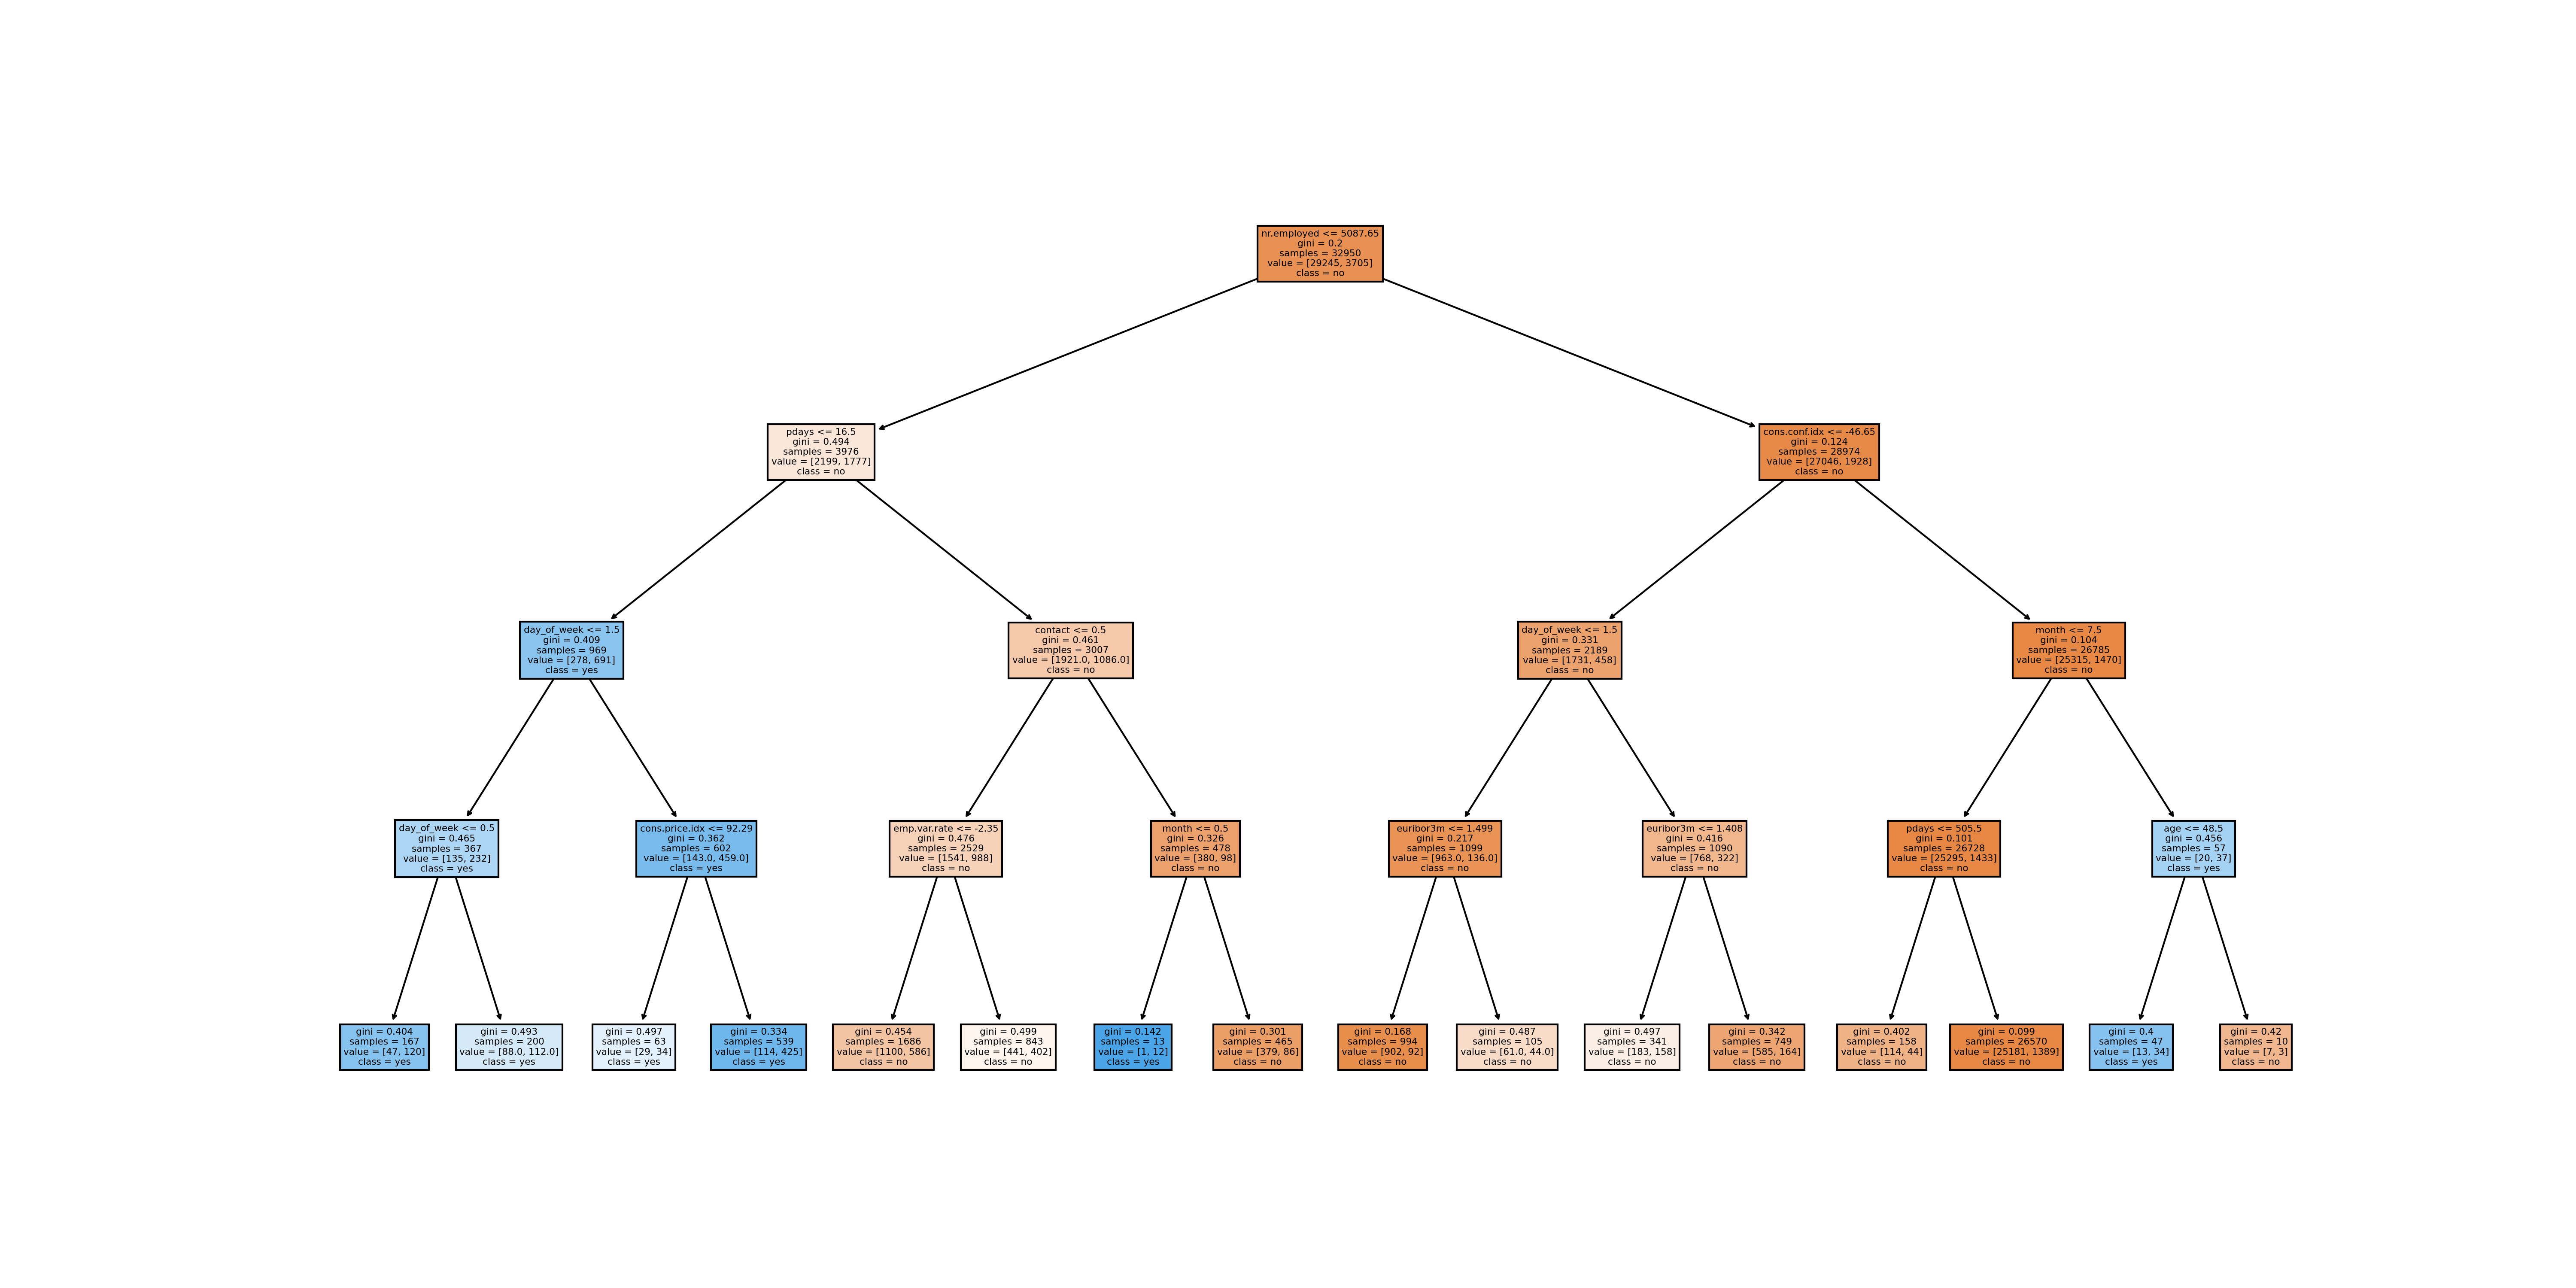 nr.employed <= 5087.65
gini = 0.2
samples = 32950
value = [29245, 3705]
class = no
pdays <= 16.5
gini = 0.494
samples = 3976
value = [2199, 1777]
class = no
cons.conf.idx <= -46.65
gini = 0.124
samples = 28974
value = [27046, 1928]
class = no
day_of_week <= 1.5
gini = 0.409
samples = 969
value = [278, 691]
class = yes
contact <= 0.5
gini = 0.461
samples = 3007
value = [1921.0, 1086.0]
class = no
day_of_week <= 1.5
gini = 0.331
samples = 2189
value = [1731, 458]
class = no
month <= 7.5
gini = 0.104
samples = 26785
value = [25315, 1470]
class = no
day_of_week <= 0.5
gini = 0.465
samples = 367
value = [135, 232]
class = yes
cons.price.idx <= 92.29
gini = 0.362
samples = 602
value = [143.0, 459.0]
class = yes
emp.var.rate <= -2.35
gini = 0.476
samples = 2529
value = [1541, 988]
class = no
month <= 0.5
gini = 0.326
samples = 478
value = [380, 98]
class = no
euribor3m <= 1.499
gini = 0.217
samples = 1099
value = [963.0, 136.0]
class = no
euribor3m <= 1.408
gini = 0.416
samples = 1090
value = [768, 322]
class = no
pdays <= 505.5
gini = 0.101
samples = 26728
value = [25295, 1433]
class = no
age <= 48.5
gini = 0.456
samples = 57
value = [20, 37]
class = yes
gini = 0.404
samples = 167
value = [47, 120]
class = yes
gini = 0.493
samples = 200
value = [88.0, 112.0]
class = yes
gini = 0.497
samples = 63
value = [29, 34]
class = yes
gini = 0.334
samples = 539
value = [114, 425]
class = yes
gini = 0.454
samples = 1686
value = [1100, 586]
class = no
gini = 0.499
samples = 843
value = [441, 402]
class = no
gini = 0.142
samples = 13
value = [1, 12]
class = yes
gini = 0.301
samples = 465
value = [379, 86]
class = no
gini = 0.168
samples = 994
value = [902, 92]
class = no
gini = 0.487
samples = 105
value = [61.0, 44.0]
class = no
gini = 0.497
samples = 341
value = [183, 158]
class = no
gini = 0.342
samples = 749
value = [585, 164]
class = no
gini = 0.402
samples = 158
value = [114, 44]
class = no
gini = 0.099
samples = 26570
value = [25181, 1389]
class = no
gini = 0.4
samples = 47
value = [13, 34]
class = yes
gini = 0.42
samples = 10
value = [7, 3]
class = no